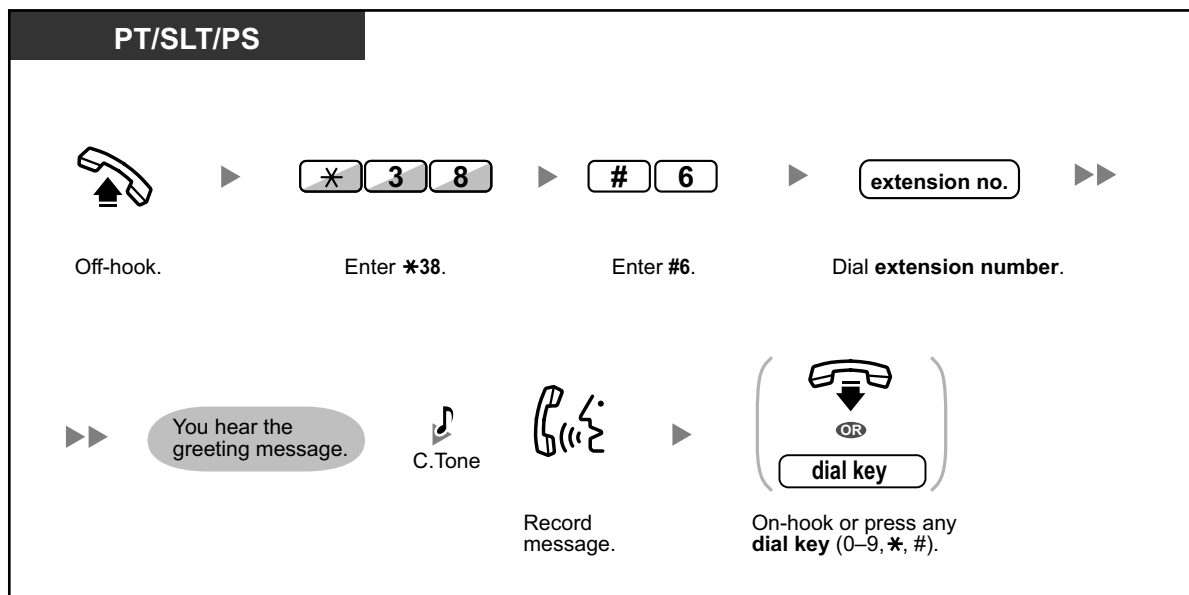 PT/SLT/PS
* 3 8 # 6 extension no.
Off-hook. Enter *38. Enter #6. Dial extension number.
You hear the
greeting message.
C.Tone
OR
dial key
Record
message.
On-hook or press any
dial key (0–9, *, #).